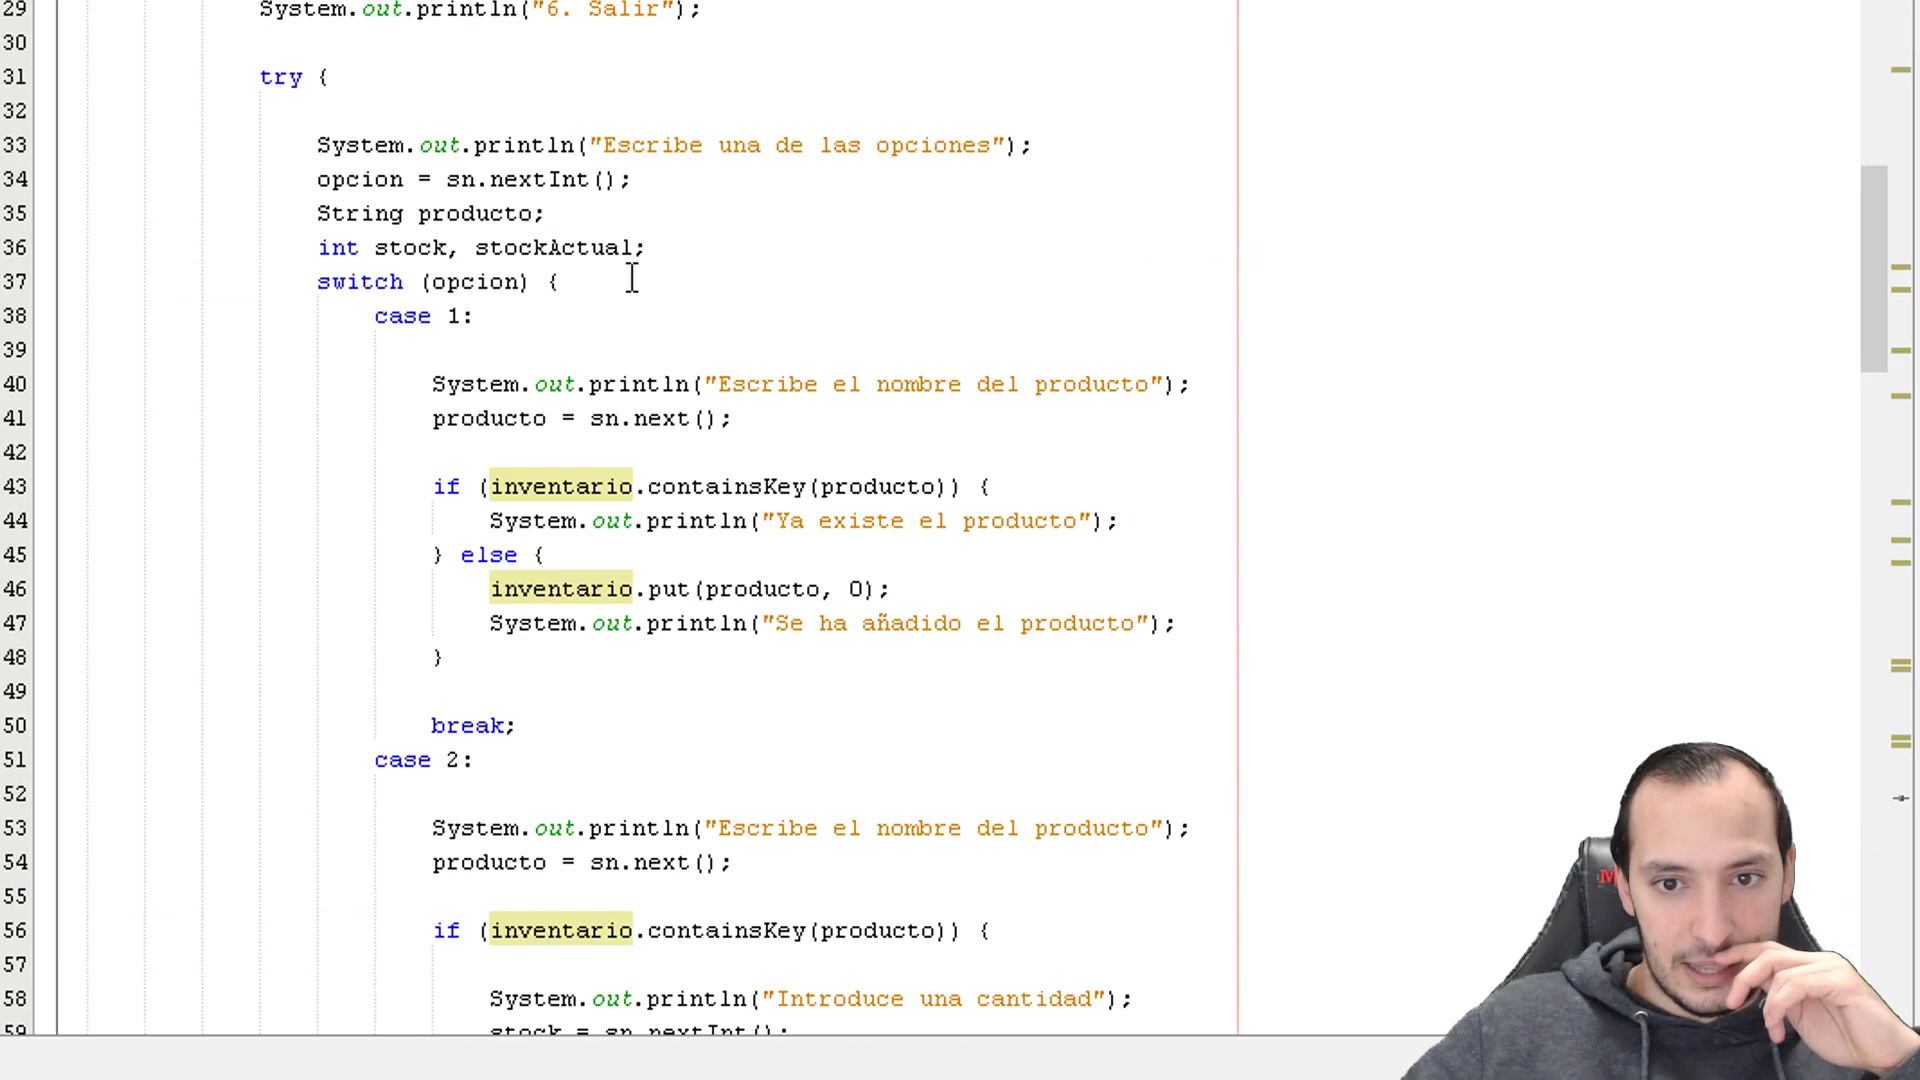 29 System.out.println("6. Salir");
30
31 try {
32
33 System.out.println("Escribe una de las opciones");
34 opcion = sn.nextInt();
35 String producto;
36 int stock, stockActual;
37 switch (opcion) {
38 case 1:
39
40 System.out.println("Escribe el nombre del producto");
41 producto = sn.next();
42
43 if (inventario.containsKey(producto)) {
44 System.out.println("Ya existe el producto");
45 } else {
46 inventario.put(producto, 0);
47 System.out.println("Se ha añadido el producto");
48 }
49
50 break;
51 case 2:
52
53 System.out.println("Escribe el nombre del producto");
54 producto = sn.next();
55
56 if (inventario.containsKey(producto)) {
57
58 System.out.println("Introduce una cantidad");
59 stock = sn.nextInt();